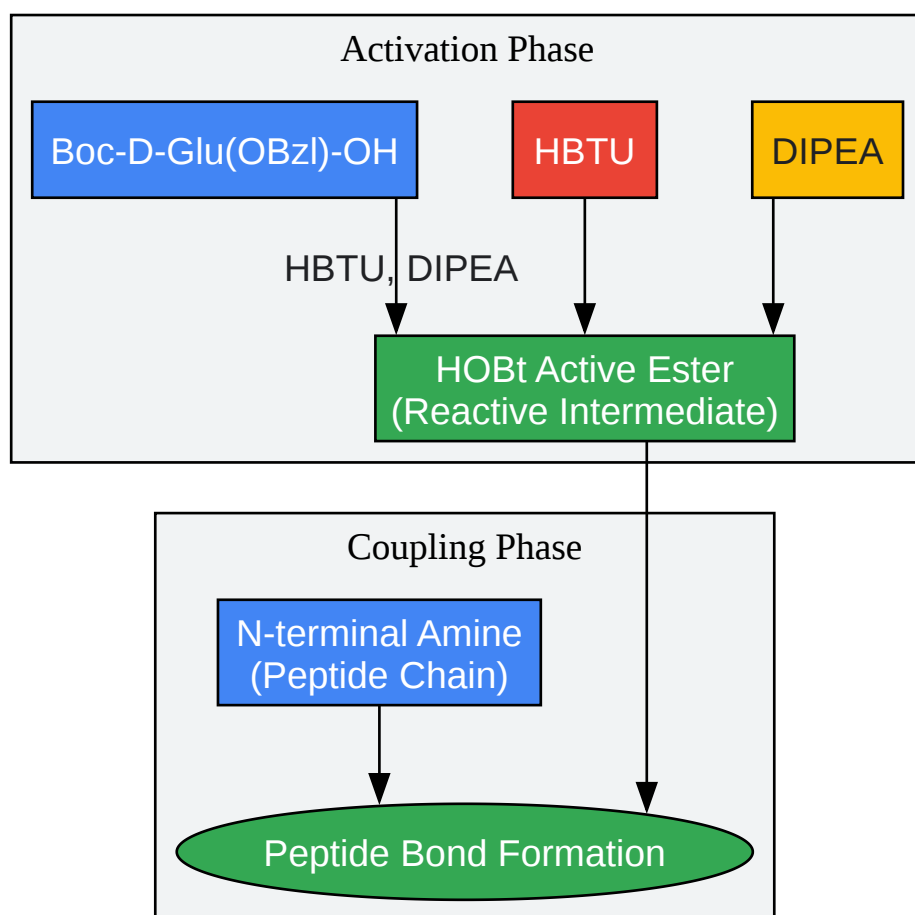 Activation Phase
Boc-D-Glu(OBzl)-OH
HBTU
DIPEA
HBTU, DIPEA
HOBt Active Ester
(Reactive Intermediate)
Coupling Phase
N-terminal Amine
(Peptide Chain)
Peptide Bond Formation